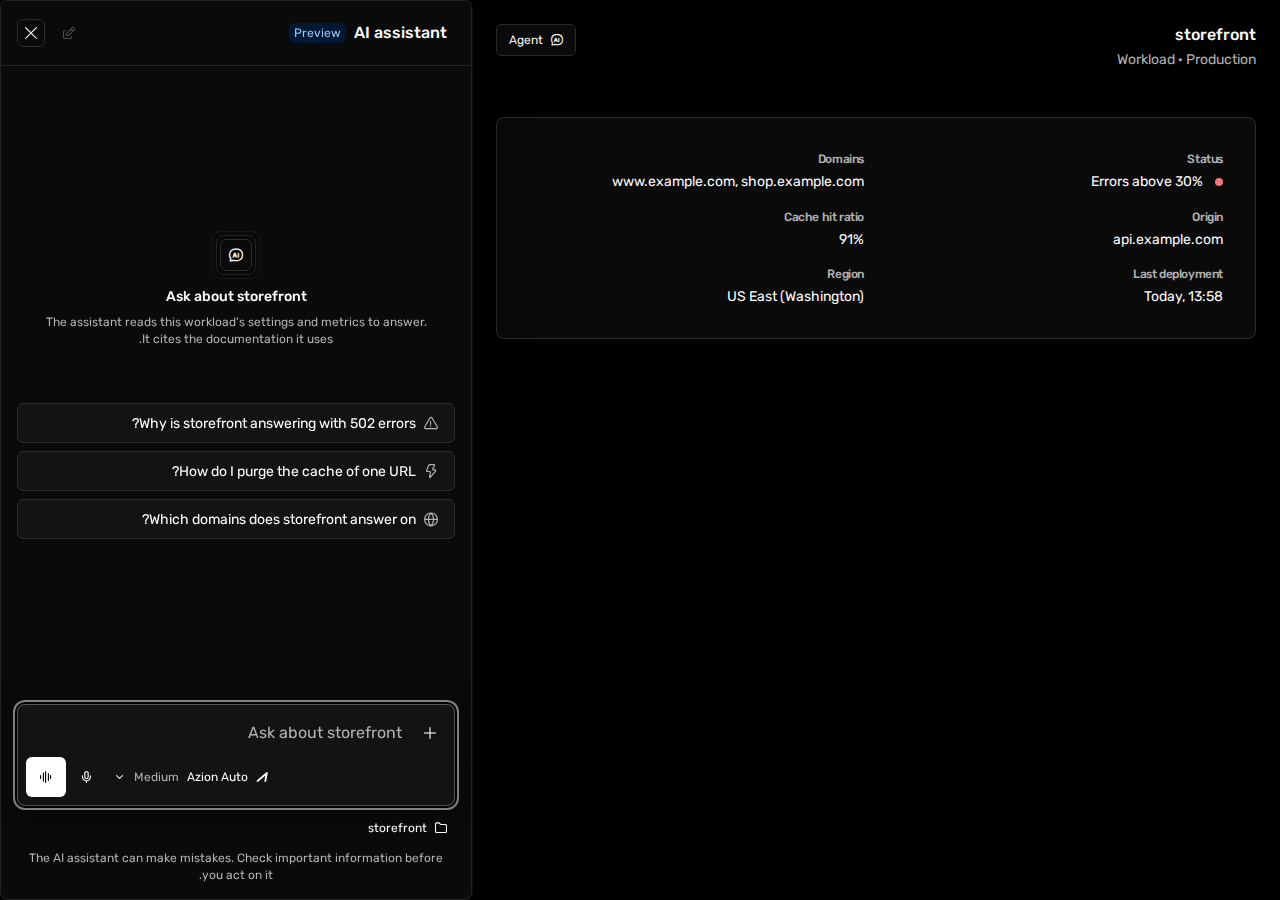 storefront
Workload • Production
Agent
Status
Errors above 30%
Domains
www.example.com, shop.example.com
Origin
api.example.com
Cache hit ratio
91%
Last deployment
Today, 13:58
Region
US East (Washington)
AI assistant
Preview
AI
Ask about storefront
The assistant reads this workload's settings and metrics to answer.
It cites the documentation it uses.
Why is storefront answering with 502 errors?
How do I purge the cache of one URL?
Which domains does storefront answer on?
Ask about storefront
Azion Auto Medium
storefront
The AI assistant can make mistakes. Check important information before
you act on it.